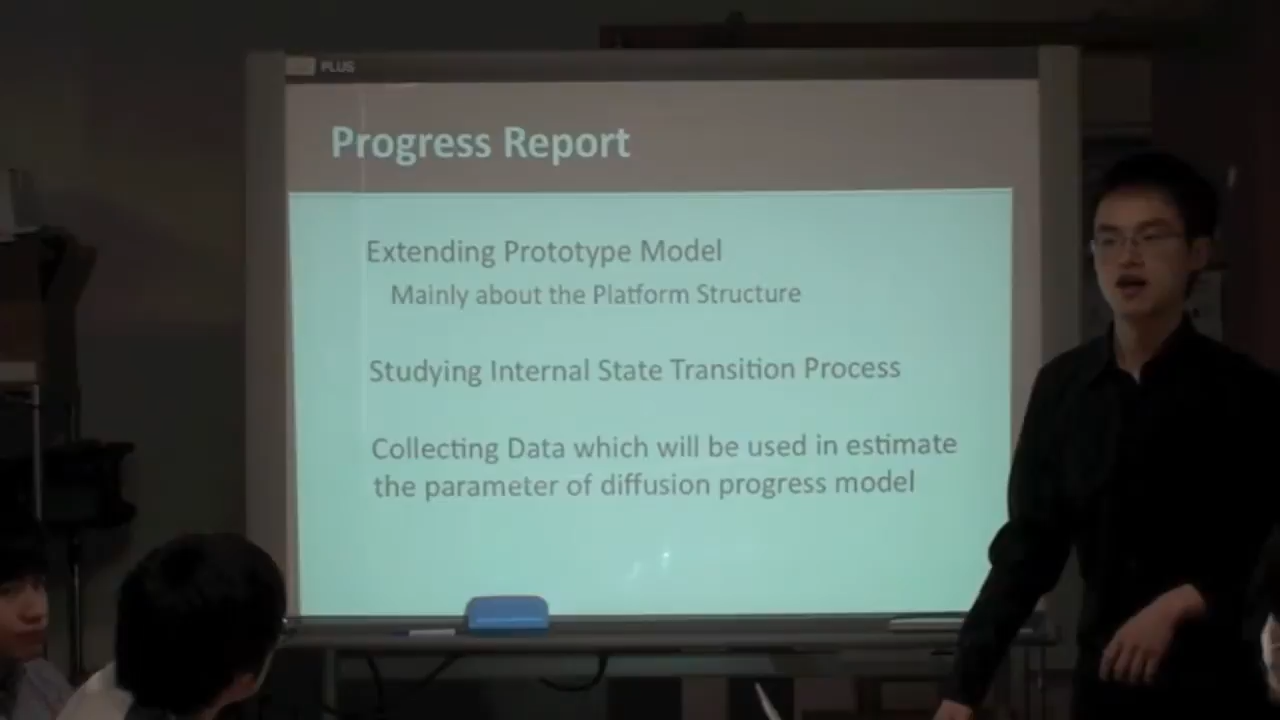 PLUS
Progress Report
Extending Prototype Model
Mainly about the Platform Structure
Studying Internal State Transition Process
Collecting Data which will be used in estimate
the parameter of diffusion progress model